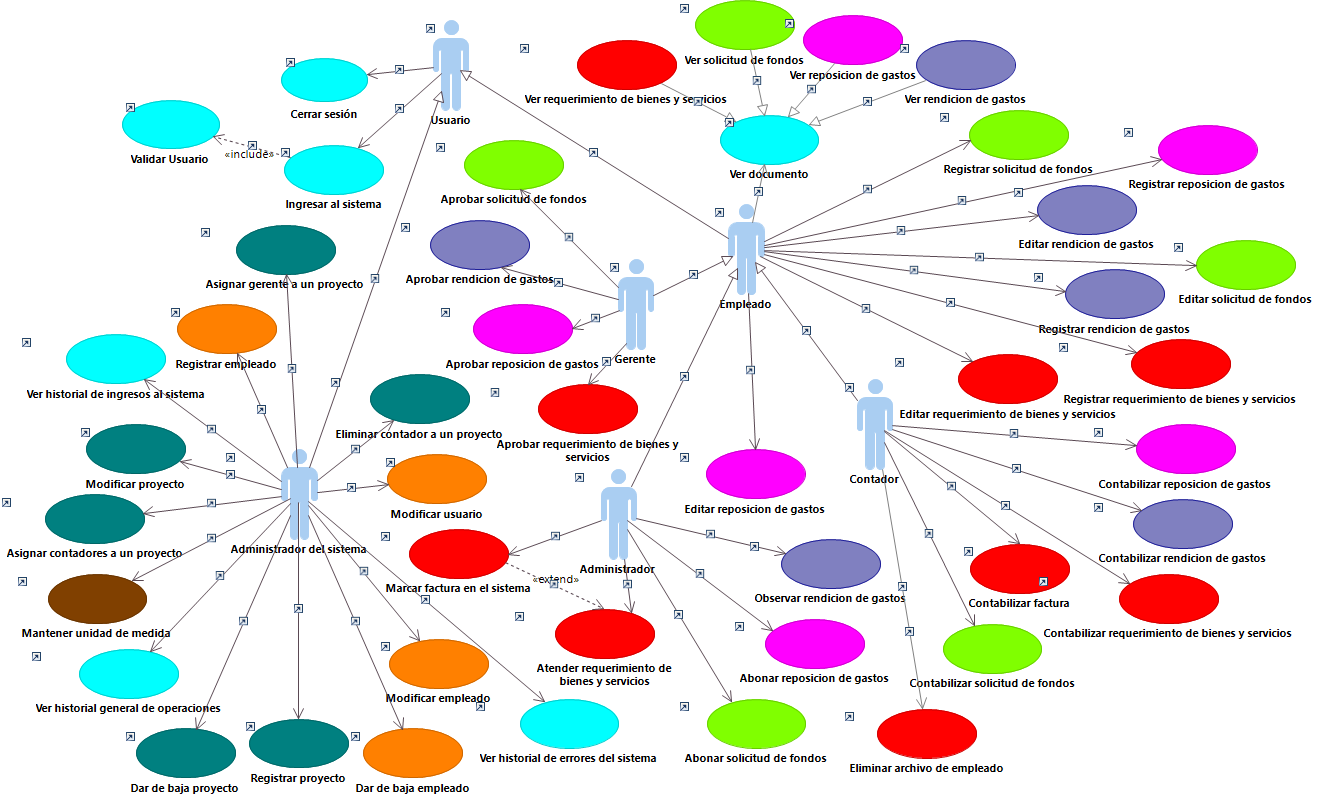 Ver solicitud de fondos
Ver reposicion de gastos
Ver requerimiento de bienes y servicios
Ver rendicion de gastos
Cerrar sesión
Usuario
Validar Usuario
«include»
Ingresar al sistema
Ver documento
Registrar solicitud de fondos
Registrar reposicion de gastos
Aprobar solicitud de fondos
Editar rendicion de gastos
Asignar gerente a un proyecto
Aprobar rendicion de gastos
Empleado
Editar solicitud de fondos
Registrar rendicion de gastos
Registrar empleado
Aprobar reposicion de gastos
Gerente
Ver historial de ingresos al sistema
Registrar requerimiento de bienes y servicios
Editar requerimiento de bienes y servicios
Eliminar contador a un proyecto
Aprobar requerimiento de bienes y
servicios
Modificar proyecto
Contador
Contabilizar reposicion de gastos
Modificar usuario
Editar reposicion de gastos
Asignar contadores a un proyecto
Administrador del sistema
Contabilizar rendicion de gastos
Administrador
Marcar factura en el sistema
«extend»
Observar rendicion de gastos
Contabilizar factura
Mantener unidad de medida
Contabilizar requerimiento de bienes y servicios
Atender requerimiento de
bienes y servicios
Abonar reposicion de gastos
Contabilizar solicitud de fondos
Modificar empleado
Ver historial general de operaciones
Ver historial de errores del sistema
Abonar solicitud de fondos
Eliminar archivo de empleado
Dar de baja proyecto
Registrar proyecto
Dar de baja empleado